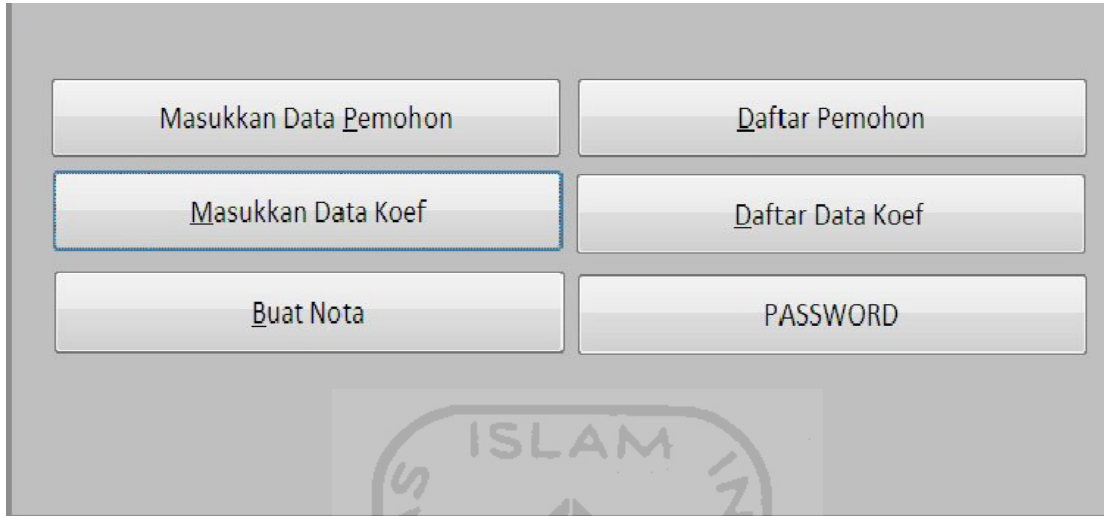 Masukkan Data Pemohon
Daftar Pemohon
Masukkan Data Koef
Daftar Data Koef
Buat Nota
PASSWORD
ISLAM